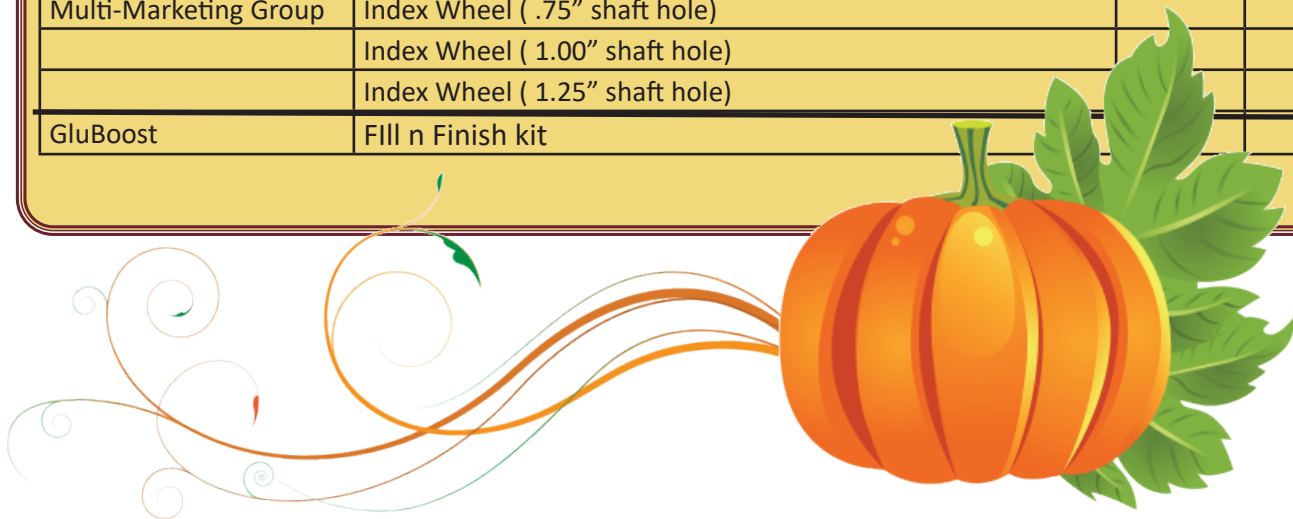 Multi-Marketing Group Index Wheel ( .75” shaft hole)
Index Wheel ( 1.00” shaft hole)
Index Wheel ( 1.25” shaft hole)
GluBoost FIll n Finish kit